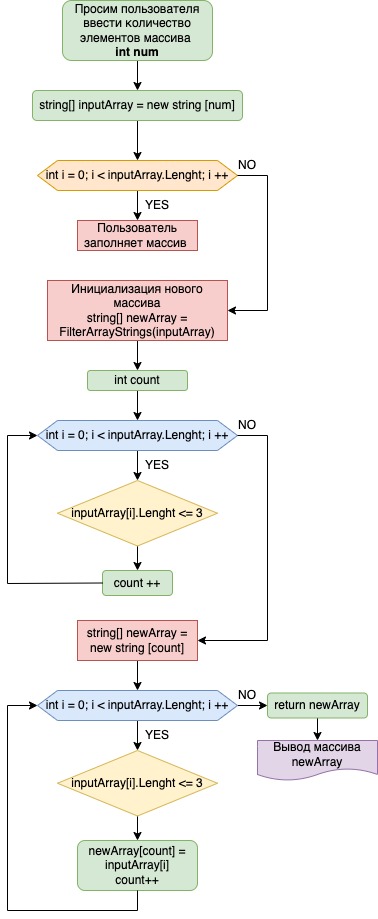 Просим пользователя
ввести количество
элементов массива
int num
string[] inputArray = new string [num]
int i = 0; i < inputArray.Lenght; i ++
NO
YES
Пользователь
заполняет массив
Инициализация нового
массива
string[] newArray =
FilterArrayStrings(inputArray)
int count
int i = 0; i < inputArray.Lenght; i ++
NO
YES
inputArray[i].Lenght <= 3
count ++
string[] newArray =
new string [count]
int i = 0; i < inputArray.Lenght; i ++
NO
return newArray
YES
Вывод массива
newArray
inputArray[i].Lenght <= 3
newArray[count] =
inputArray[i]
count++